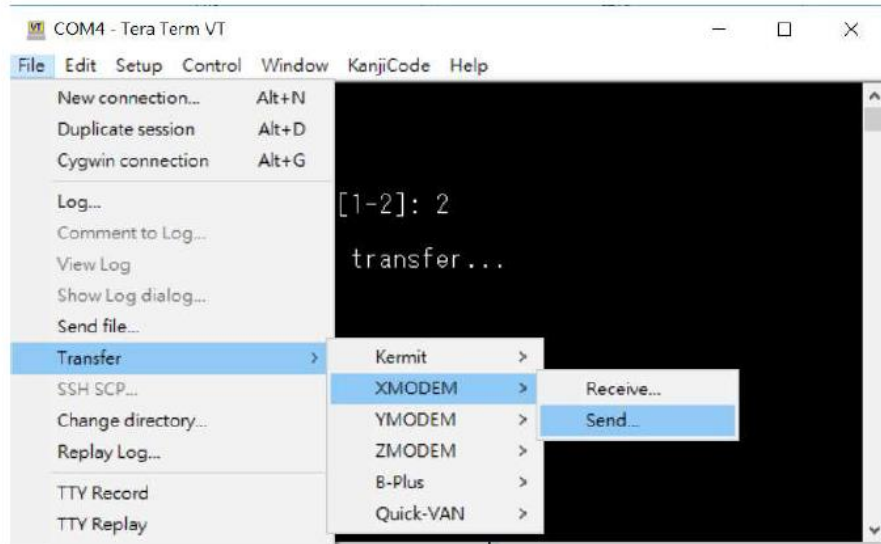 COM4 - Tera Term VT
File Edit Setup Control Window KanjiCode Help
New connection... Alt+N
Duplicate session Alt+D
Cygwin connection Alt+G
Log...
[1-2]: 2
Comment to Log...
View Log
transfer...
Show Log dialog...
Send file...
Transfer
Kermit
SSH SCP...
XMODEM
Receive...
Change directory...
YMODEM
Send...
Replay Log...
ZMODEM
B-Plus
TTY Record
Quick-VAN
TTY Replay